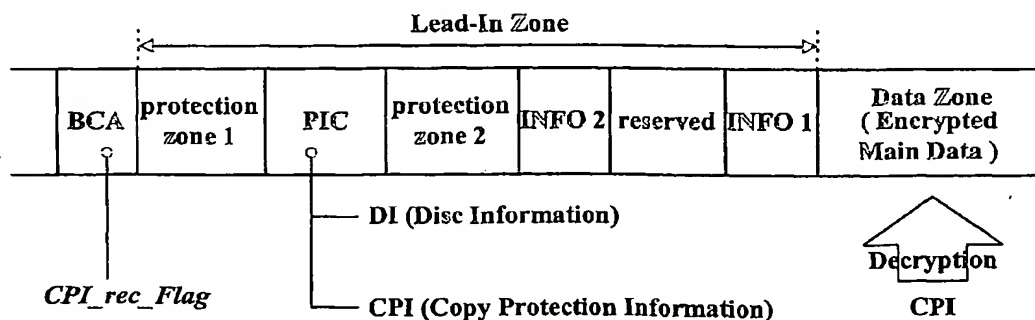 Lead-In Zone
BCA
protection
zone 1
PIC
protection
zone 2
INFO 2
reserved
INFO 1
Data Zone
( Encrypted
Main Data )
DI (Disc Information)
Decryption
CPI_rec_Flag
CPI (Copy Protection Information)
CPI